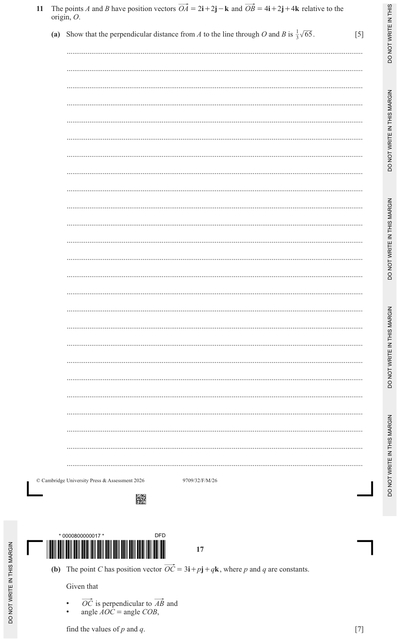 11 The points A and B have position vectors OA = 2i + 2j − k and OB = 4i + 2j + 4k relative to the
origin, O.
(a) Show that the perpendicular distance from A to the line through O and B is 1/3√65. [5]
© Cambridge University Press & Assessment 2026 9709/32/F/M/26
DO NOT WRITE IN THIS MARGIN
DO NOT WRITE IN THIS MARGIN
DO NOT WRITE IN THIS MARGIN
DO NOT WRITE IN THIS MARGIN
DO NOT WRITE IN THIS MARGIN
* 0000800000017 * DFD
17
(b) The point C has position vector OC = 3i + pj + qk, where p and q are constants.
Given that
• OC is perpendicular to AB and
• angle AOC = angle COB,
find the values of p and q. [7]
DO NOT WRITE IN THIS MARGIN